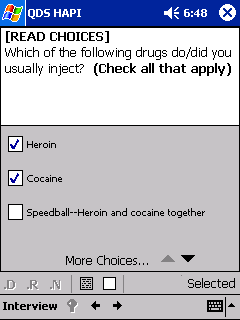 QDS HAPI 6:48
[READ CHOICES]
Which of the following drugs do/did you
usually inject? (Check all that apply)
Heroin
Cocaine
Speedball--Heroin and cocaine together
More Choices...
.D .R .N Selected
Interview